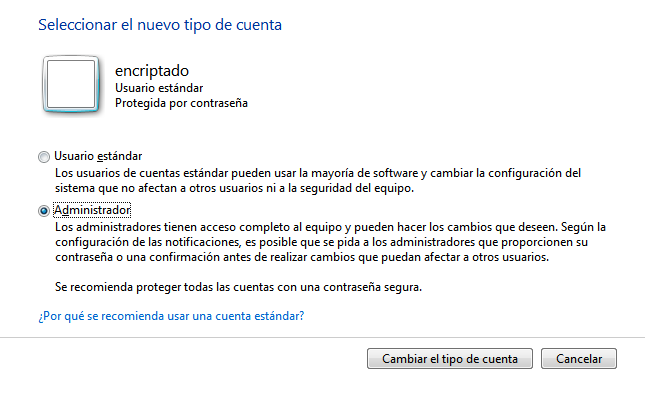 Seleccionar el nuevo tipo de cuenta
encriptado
Usuario estándar
Protegida por contraseña
Usuario estándar
Los usuarios de cuentas estándar pueden usar la mayoría de software y cambiar la configuración del
sistema que no afectan a otros usuarios ni a la seguridad del equipo.
Administrador
Los administradores tienen acceso completo al equipo y pueden hacer los cambios que deseen. Según la
configuración de las notificaciones, es posible que se pida a los administradores que proporcionen su
contraseña o una confirmación antes de realizar cambios que puedan afectar a otros usuarios.
Se recomienda proteger todas las cuentas con una contraseña segura.
¿Por qué se recomienda usar una cuenta estándar?
Cambiar el tipo de cuenta Cancelar